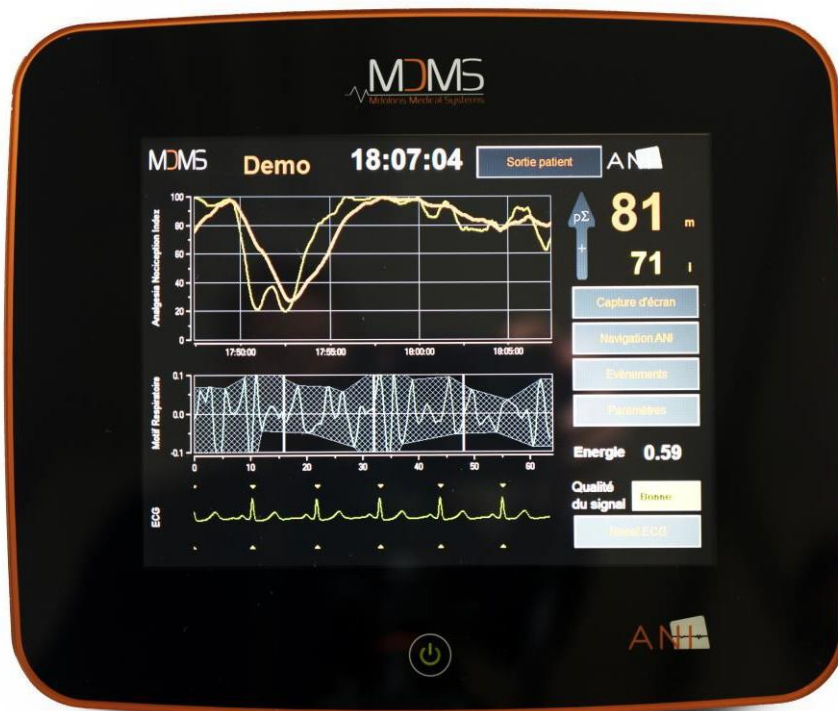 MDMS
Mdoloris Medical Systems
MDMS Demo 18:07:04 Sortie patient ANI
Analgesia Nociception Index
100
80
60
40
20
0
17:50:00 17:55:00 18:00:00 18:05:00
pΣ
+
81 m
71 I
Capture d'écran
Navigation ANI
Evènements
Paramètres
Motif Respiratoire
0.1
0.0
-0.1
0 10 20 30 40 50 60
Energie 0.59
Qualité
du signal
Bonne
ECG
ANI